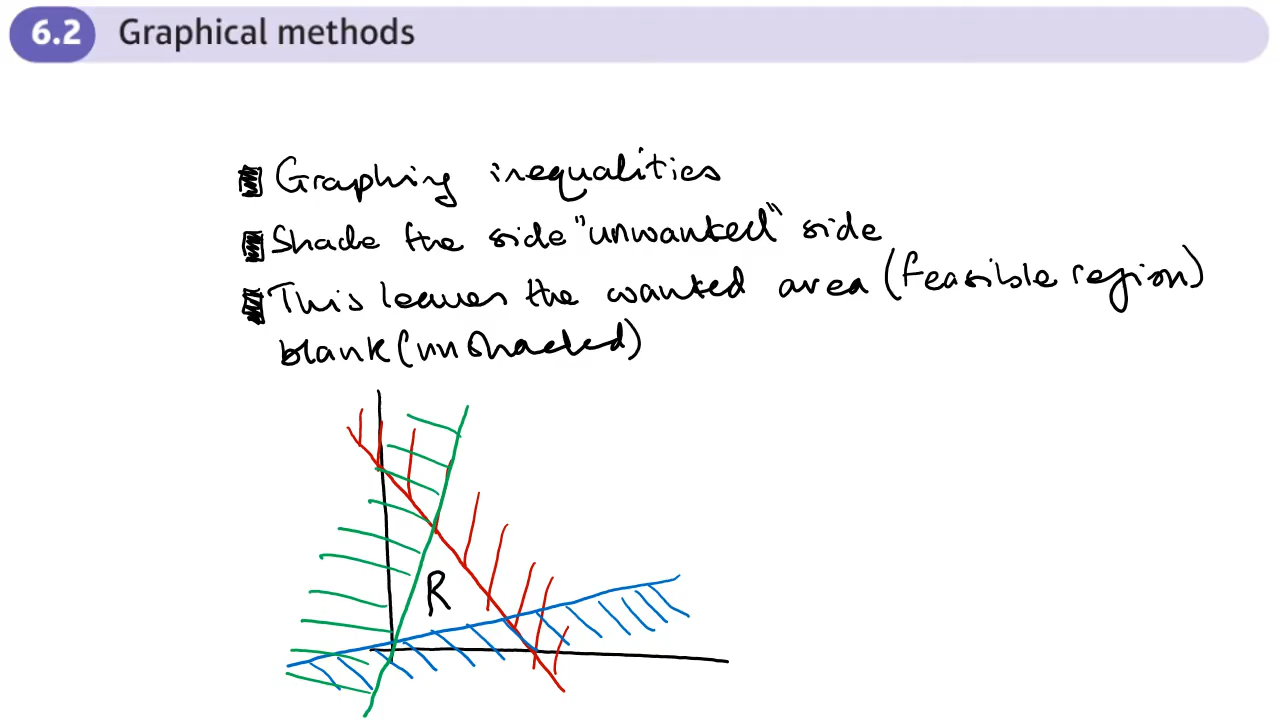 6.2 Graphical methods
Graphing inequalities
Shade the side "unwanted" side
This leaves the wanted area (feasible region)
blank (unshaded)
R